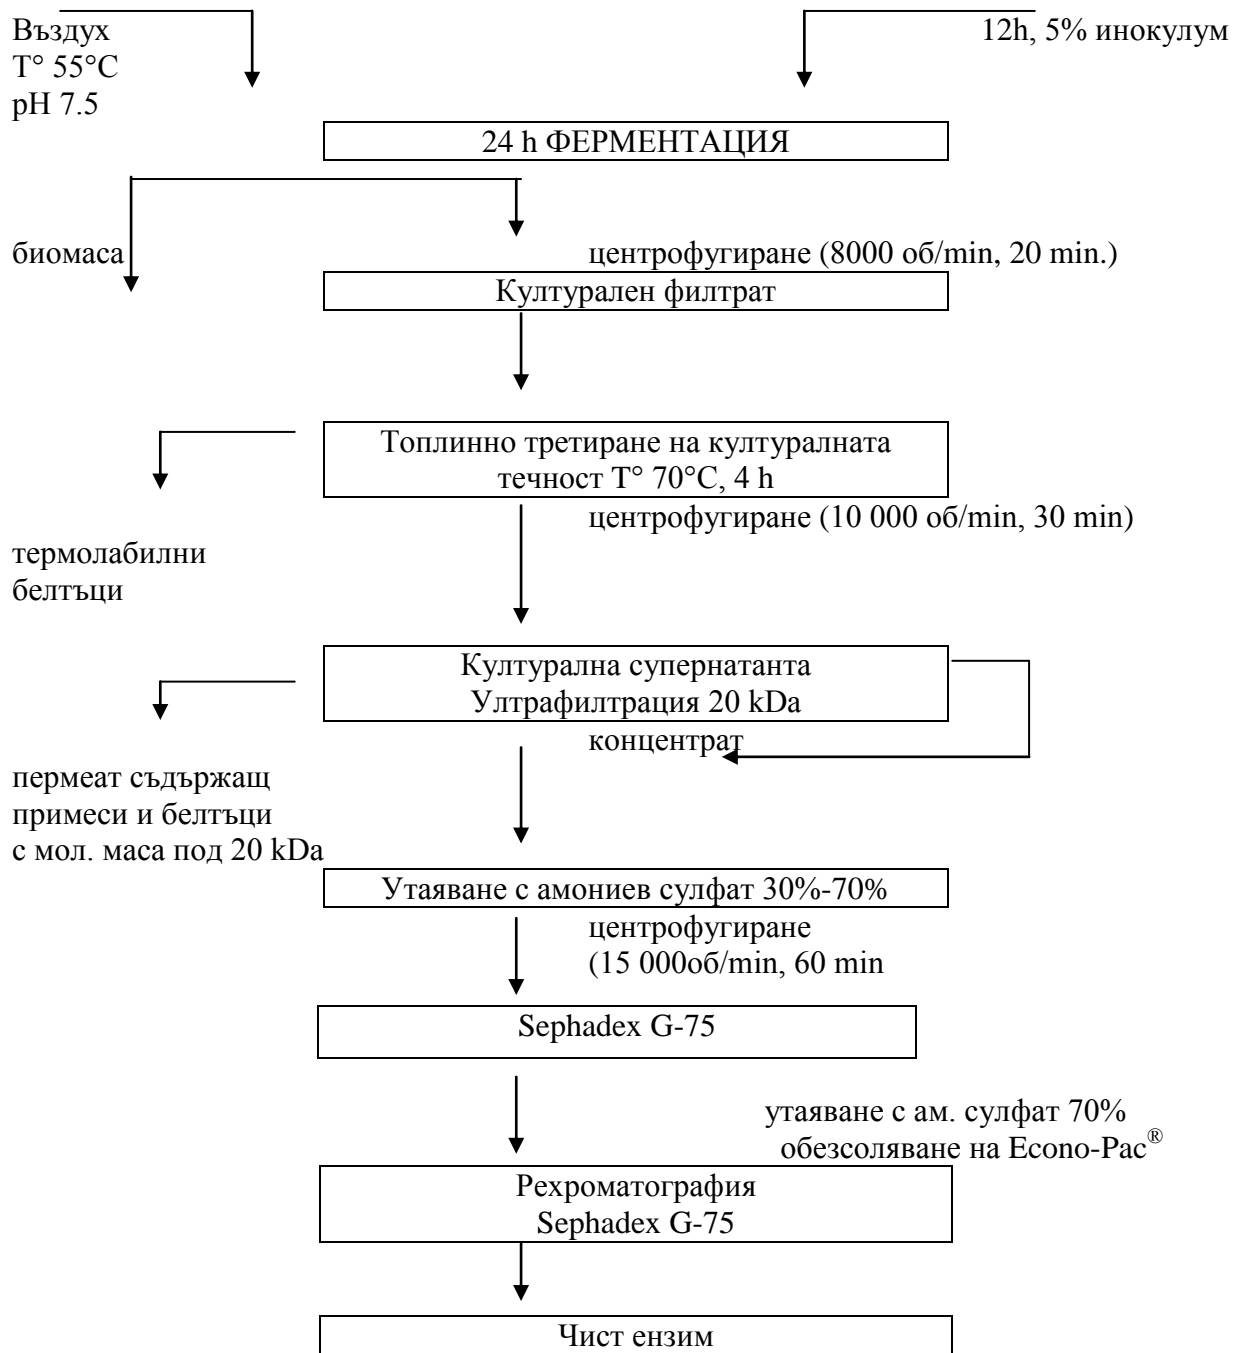 Въздух
T° 55°C
pH 7.5
12h, 5% инокулум
24 h ФЕРМЕНТАЦИЯ
биомаса
центрофугиране (8000 об/min, 20 min.)
Културален филтрат
Топлинно третиране на културалната
течност T° 70°C, 4 h
центрофугиране (10 000 об/min, 30 min)
термолабилни
белтъци
Културална супернатанта
Ултрафилтрация 20 kDa
концентрат
пермеат съдържащ
примеси и белтъци
с мол. маса под 20 kDa
Утаяване с амониев сулфат 30%-70%
центрофугиране
(15 000об/min, 60 min
Sephadex G-75
утаяване с ам. сулфат 70%
обезсоляване на Econo-Pac®
Рехроматография
Sephadex G-75
Чист ензим